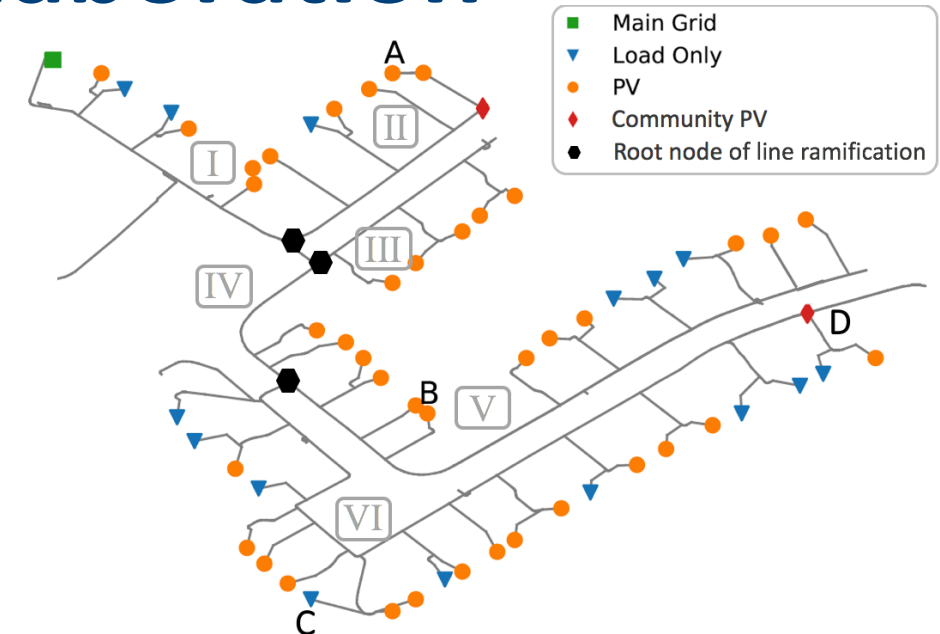 Main Grid
Load Only
PV
Community PV
Root node of line ramification
A
II
I
III
IV
D
B
V
VI
C